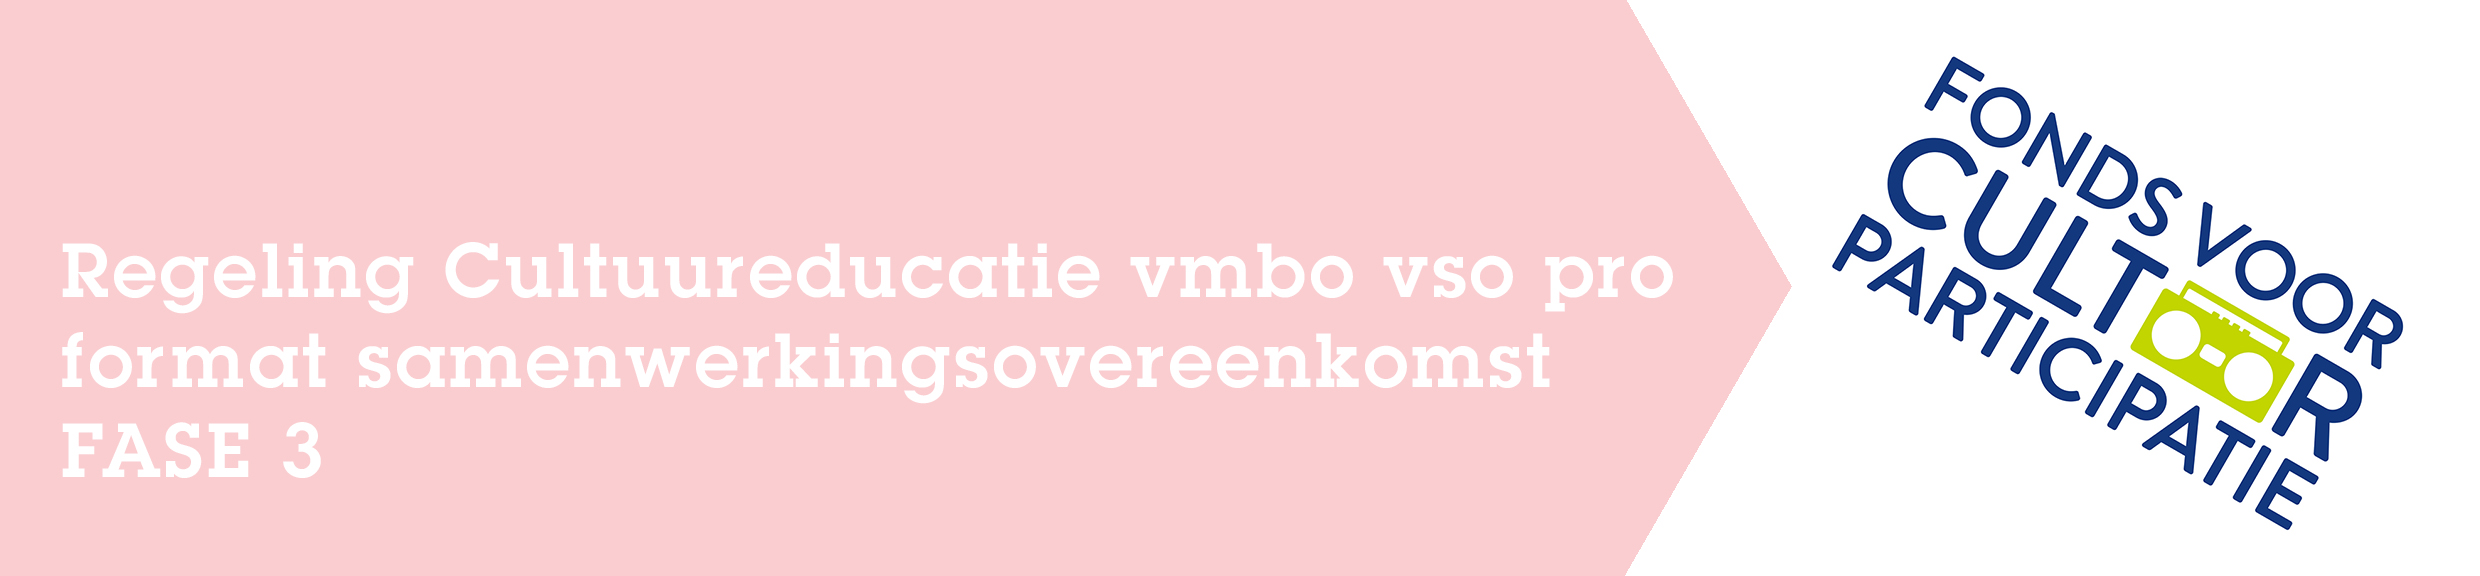 Regeling Cultuureducatie vmbo vso pro
format samenwerkingsovereenkomst
FASE 3
FONDS VOOR
CULTUUR
PARTICIPATIE